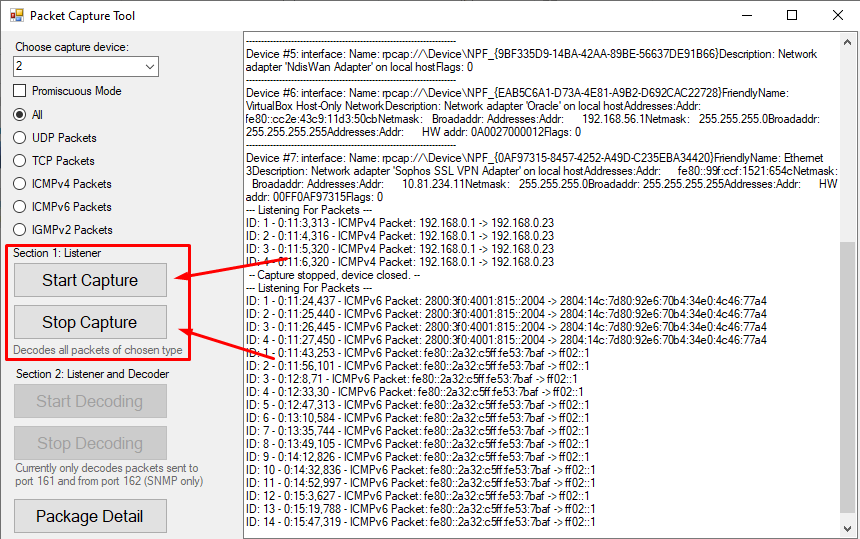 Packet Capture Tool
Choose capture device:
2
Promiscuous Mode
All
UDP Packets
TCP Packets
ICMPv4 Packets
ICMPv6 Packets
IGMPv2 Packets
Section 1: Listener
Start Capture
Stop Capture
Decodes all packets of chosen type
Section 2: Listener and Decoder
Start Decoding
Stop Decoding
Currently only decodes packets sent to
port 161 and from port 162 (SNMP only)
Package Detail
--------------------------------------------------------------------
Device #5: interface: Name: rpcap://\Device\NPF_{9BF335D9-14BA-42AA-89BE-56637DE91B66}Description: Network
adapter 'NdisWan Adapter' on local hostFlags: 0
--------------------------------------------------------------------
Device #6: interface: Name: rpcap://\Device\NPF_{EAB5C6A1-D73A-4E81-A9B2-D692CAC22728}FriendlyName:
VirtualBox Host-Only NetworkDescription: Network adapter 'Oracle' on local hostAddresses:Addr:
fe80::cc2e:43c9:11d3:50cbNetmask: Broadaddr: Addresses:Addr: 192.168.56.1Netmask: 255.255.255.0Broadaddr:
255.255.255.255Addresses:Addr: HW addr: 0A0027000012Flags: 0
--------------------------------------------------------------------
Device #7: interface: Name: rpcap://\Device\NPF_{0AF97315-8457-4252-A49D-C235EBA34420}FriendlyName: Ethernet
3Description: Network adapter 'Sophos SSL VPN Adapter' on local hostAddresses:Addr: fe80::99f:ccf:1521:654cNetmask:
Broadaddr: Addresses:Addr: 10.81.234.11Netmask: 255.255.255.0Broadaddr: 255.255.255.255Addresses:Addr: HW
addr: 00FF0AF97315Flags: 0
--- Listening For Packets ---
ID: 1 - 0:11:3,313 - ICMPv4 Packet: 192.168.0.1 -> 192.168.0.23
ID: 2 - 0:11:4,316 - ICMPv4 Packet: 192.168.0.1 -> 192.168.0.23
ID: 3 - 0:11:5,320 - ICMPv4 Packet: 192.168.0.1 -> 192.168.0.23
ID: 4 - 0:11:6,320 - ICMPv4 Packet: 192.168.0.1 -> 192.168.0.23
-- Capture stopped, device closed. --
--- Listening For Packets ---
ID: 1 - 0:11:24,437 - ICMPv6 Packet: 2800:3f0:4001:815::2004 -> 2804:14c:7d80:92e6:70b4:34e0:4c46:77a4
ID: 2 - 0:11:25,440 - ICMPv6 Packet: 2800:3f0:4001:815::2004 -> 2804:14c:7d80:92e6:70b4:34e0:4c46:77a4
ID: 3 - 0:11:26,445 - ICMPv6 Packet: 2800:3f0:4001:815::2004 -> 2804:14c:7d80:92e6:70b4:34e0:4c46:77a4
ID: 4 - 0:11:27,450 - ICMPv6 Packet: 2800:3f0:4001:815::2004 -> 2804:14c:7d80:92e6:70b4:34e0:4c46:77a4
ID: 1 - 0:11:43,253 - ICMPv6 Packet: fe80::2a32:c5ff:fe53:7baf -> ff02::1
ID: 2 - 0:11:56,101 - ICMPv6 Packet: fe80::2a32:c5ff:fe53:7baf -> ff02::1
ID: 3 - 0:12:8,71 - ICMPv6 Packet: fe80::2a32:c5ff:fe53:7baf -> ff02::1
ID: 4 - 0:12:33,30 - ICMPv6 Packet: fe80::2a32:c5ff:fe53:7baf -> ff02::1
ID: 5 - 0:12:47,313 - ICMPv6 Packet: fe80::2a32:c5ff:fe53:7baf -> ff02::1
ID: 6 - 0:13:10,584 - ICMPv6 Packet: fe80::2a32:c5ff:fe53:7baf -> ff02::1
ID: 7 - 0:13:35,744 - ICMPv6 Packet: fe80::2a32:c5ff:fe53:7baf -> ff02::1
ID: 8 - 0:13:49,105 - ICMPv6 Packet: fe80::2a32:c5ff:fe53:7baf -> ff02::1
ID: 9 - 0:14:12,826 - ICMPv6 Packet: fe80::2a32:c5ff:fe53:7baf -> ff02::1
ID: 10 - 0:14:32,836 - ICMPv6 Packet: fe80::2a32:c5ff:fe53:7baf -> ff02::1
ID: 11 - 0:14:52,997 - ICMPv6 Packet: fe80::2a32:c5ff:fe53:7baf -> ff02::1
ID: 12 - 0:15:3,627 - ICMPv6 Packet: fe80::2a32:c5ff:fe53:7baf -> ff02::1
ID: 13 - 0:15:19,788 - ICMPv6 Packet: fe80::2a32:c5ff:fe53:7baf -> ff02::1
ID: 14 - 0:15:47,319 - ICMPv6 Packet: fe80::2a32:c5ff:fe53:7baf -> ff02::1